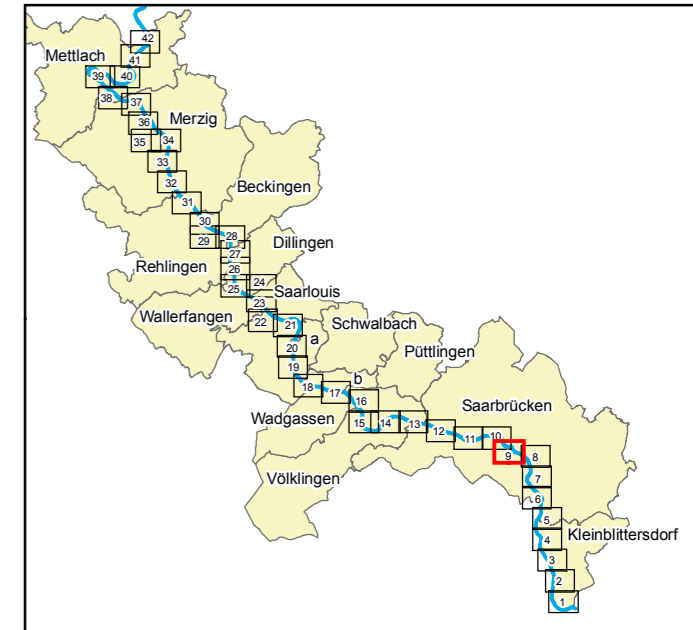 42
Mettlach
41
39
40
38
37
36
Merzig
35
34
33
32
Beckingen
31
30
29
28
Dillingen
27
Rehlingen
26
25
24
Saarlouis
23
Wallerfangen
22
21
Schwalbach
a
20
Püttlingen
19
b
18
17
16
Saarbrücken
Wadgassen
15
14
13
12
11
10
9
8
Völklingen
7
6
5
Kleinblittersdorf
4
3
2
1